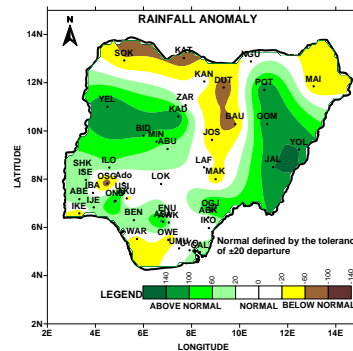 RAINFALL ANOMALY
N
14N
12N
10N
8N
6N
4N
2N
LATITUDE
SOK
KAT
NGU
KAN
DUT
POT
MAI
ZAR
YEL
KAD
BAU
GOM
BID
MIN
ABU
JOS
YOL
SHK
ILO
LAF
JAL
ISE
OSG
Ado
LOK
MAK
IBA
USI
ABE
IJE
IKE
BEN
ENU
OGJ
IKO
WAR
OWE
UMU
CAL
Normal defined by the tolerance
of ±20 departure
-140
-100
-60
-20
0
20
60
100
140
LEGEND
ABOVE NORMAL
NORMAL
BELOW NORMAL
2E
4E
6E
8E
10E
12E
14E
LONGITUDE